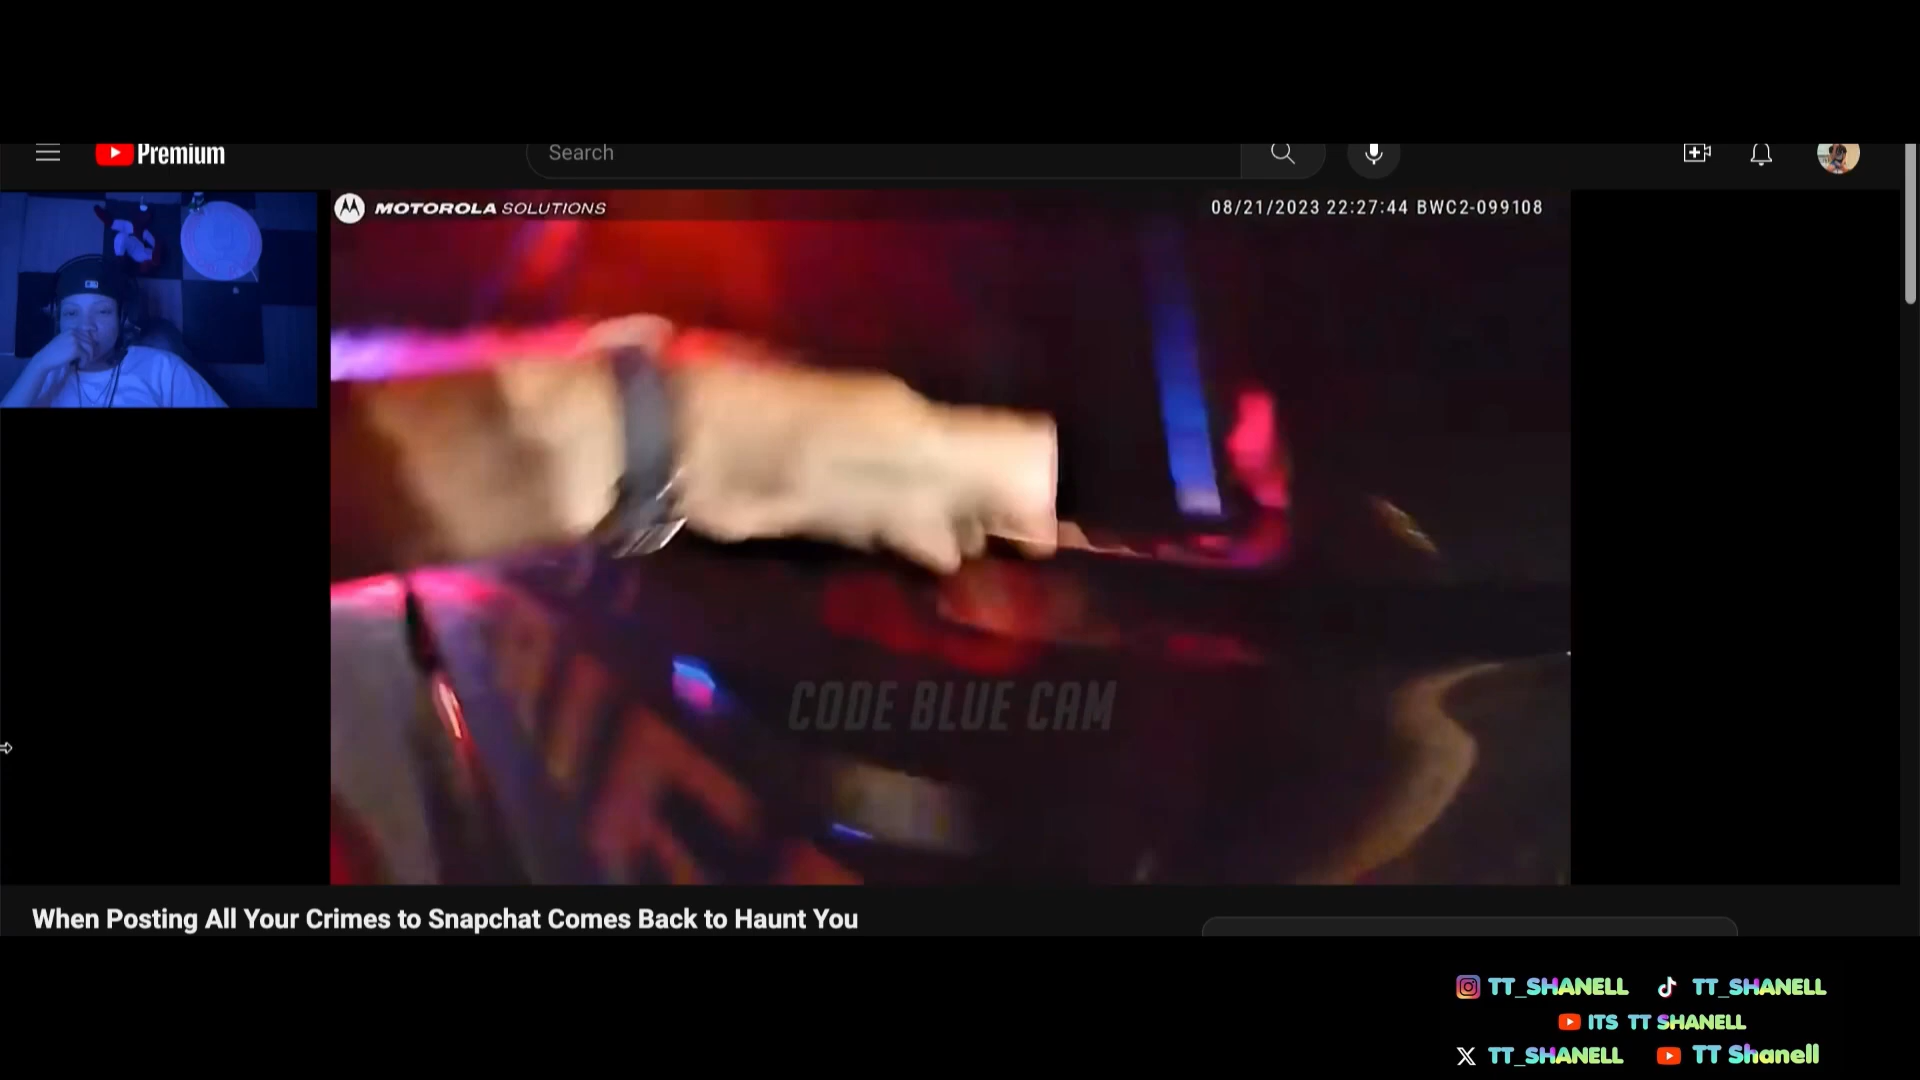 Premium
Search
MOTOROLA SOLUTIONS
08/21/2023 22:27:44 BWC2-099108
CODE BLUE CAM
When Posting All Your Crimes to Snapchat Comes Back to Haunt You
TT_SHANELL
TT_SHANELL
ITS TT SHANELL
TT_SHANELL
TT Shanell